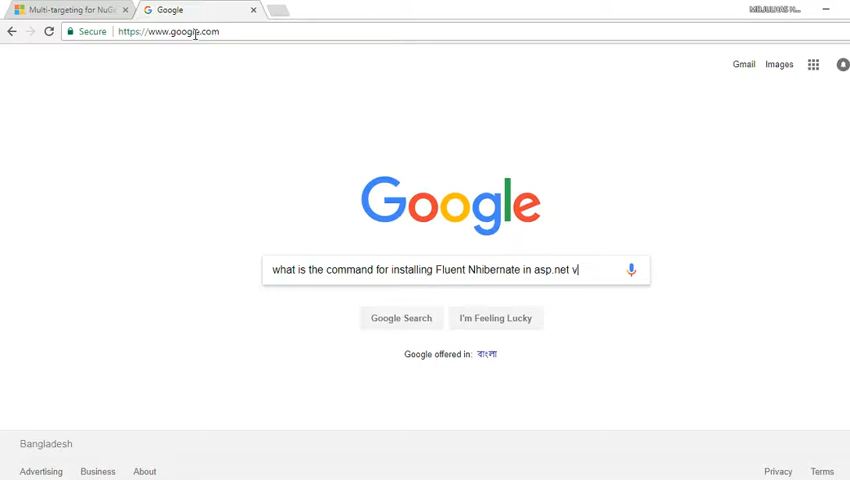 Multi-targeting for NuGe
Google
Secure
https://www.google.com
Gmail
Images
Google
what is the command for installing Fluent Nhibernate in asp.net v
Google Search
I'm Feeling Lucky
Google offered in: বাংলা
Bangladesh
Advertising
Business
About
Privacy
Terms